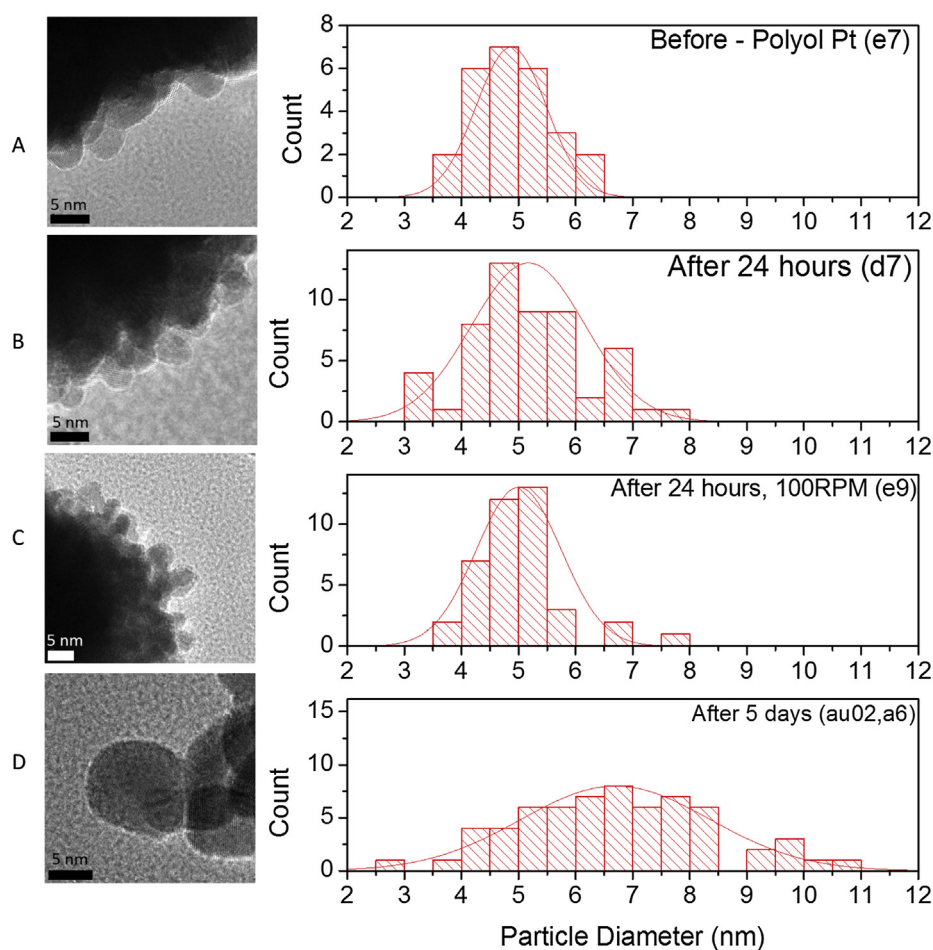 A
5 nm
Before - Polyol Pt (e7)
Count
8
6
4
2
0
2 3 4 5 6 7 8 9 10 11 12
B
5 nm
After 24 hours (d7)
Count
10
5
0
2 3 4 5 6 7 8 9 10 11 12
C
5 nm
After 24 hours, 100RPM (e9)
Count
10
5
0
2 3 4 5 6 7 8 9 10 11 12
D
5 nm
After 5 days (au02,a6)
Count
15
10
5
0
2 3 4 5 6 7 8 9 10 11 12
Particle Diameter (nm)